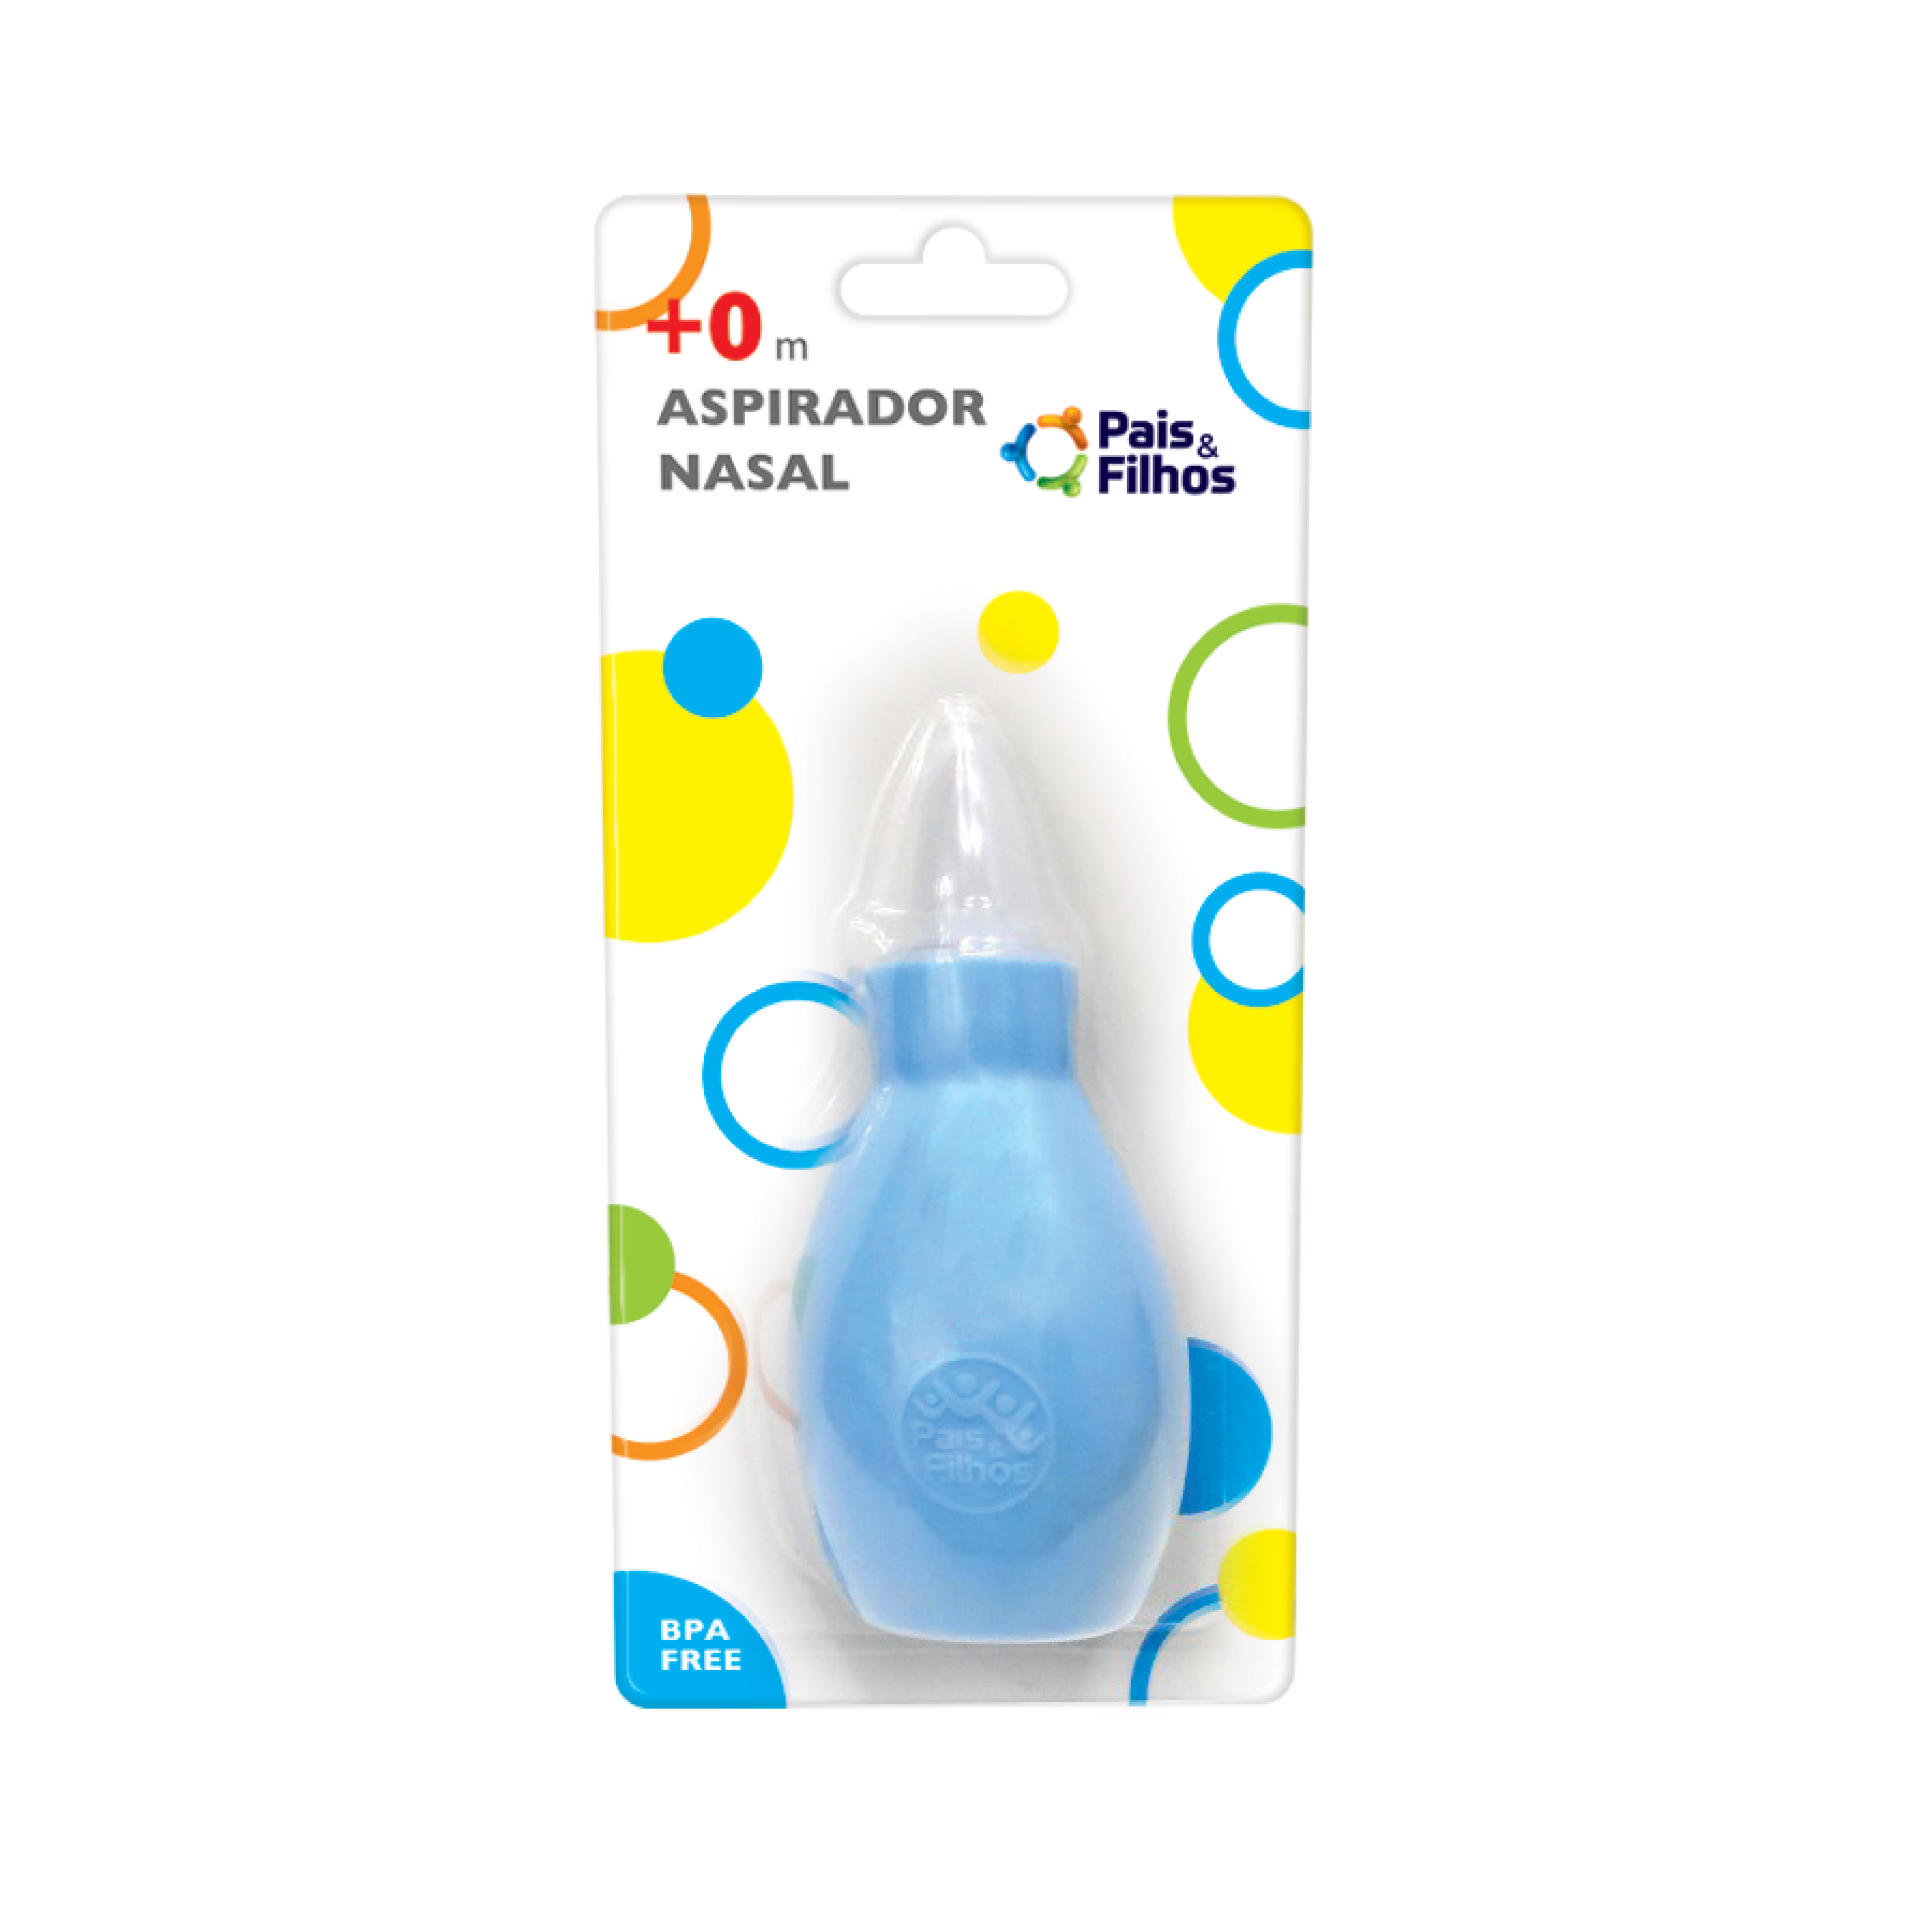 +0 m
ASPIRADOR
NASAL
Pais &
Filhos
Pais &
Filhos
BPA
FREE